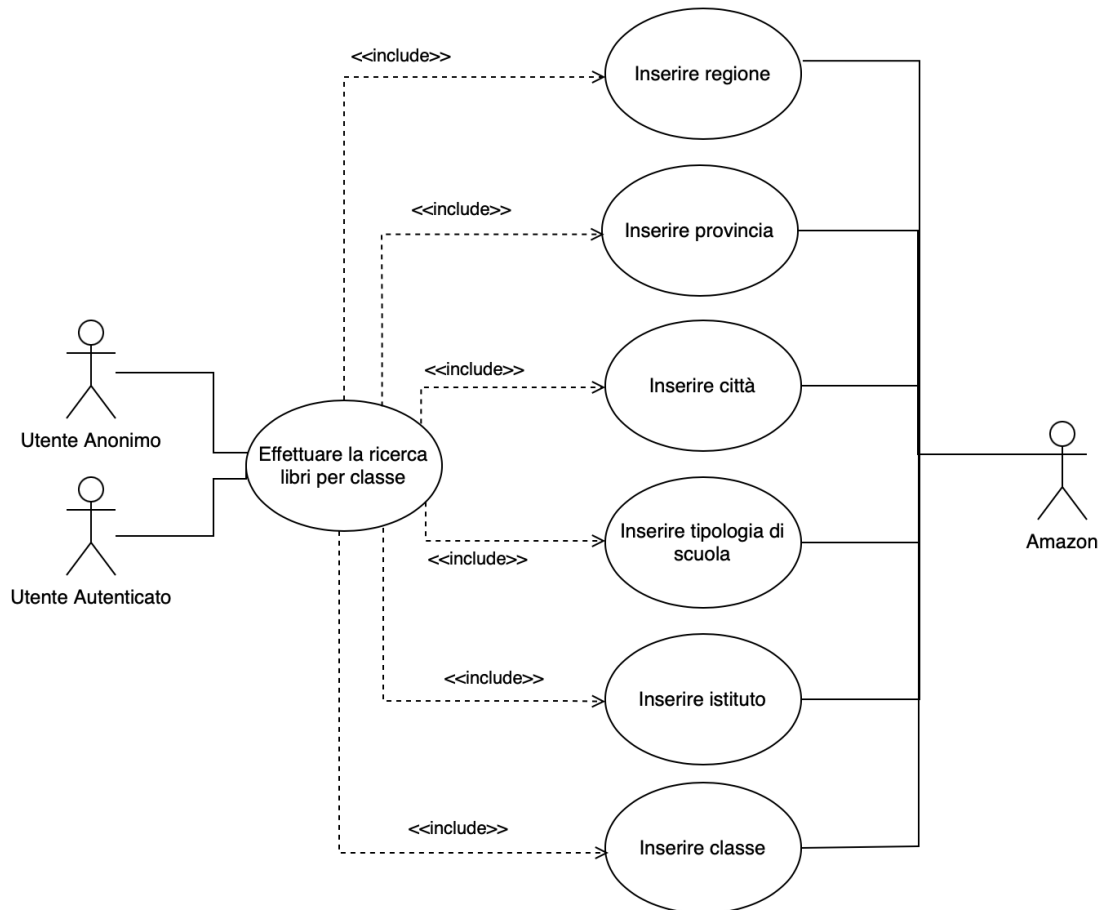 <<include>>
Inserire regione
<<include>>
Inserire provincia
<<include>>
Inserire città
Utente Anonimo
Effettuare la ricerca
libri per classe
Inserire tipologia di
scuola
<<include>>
Amazon
Utente Autenticato
<<include>>
Inserire istituto
<<include>>
Inserire classe